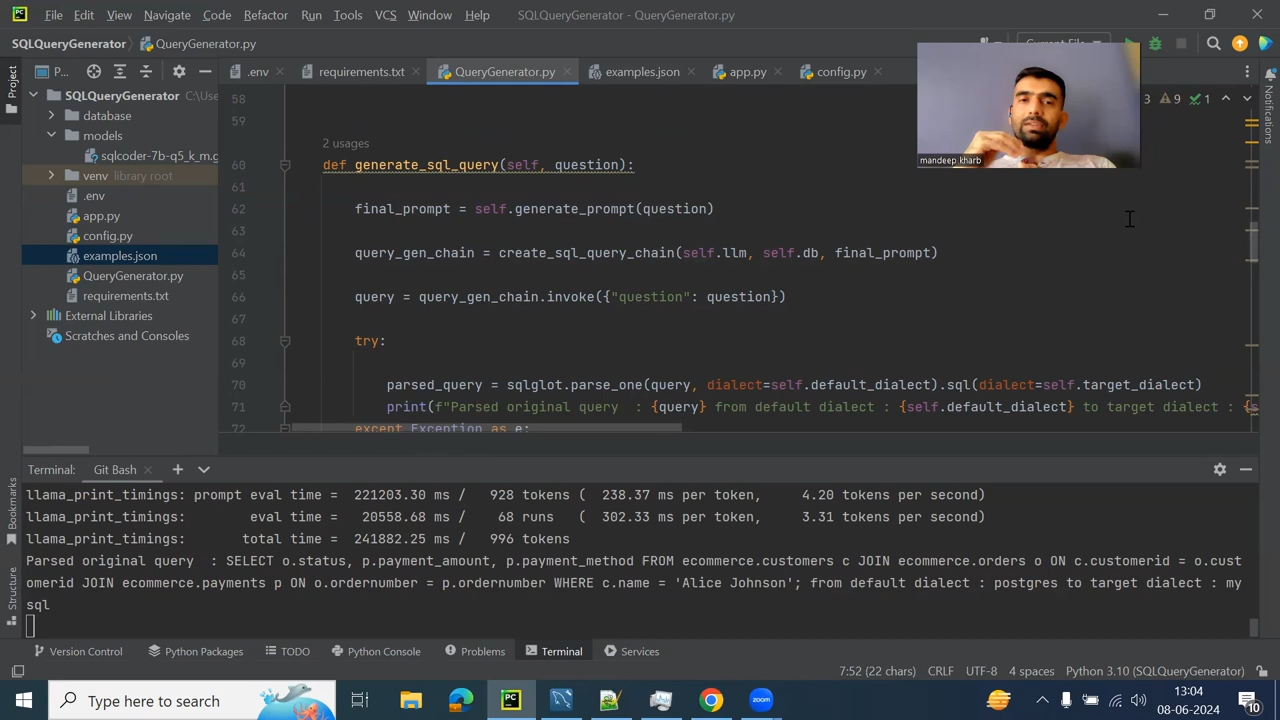 File Edit View Navigate Code Refactor Run Tools VCS Window Help SQLQueryGenerator - QueryGenerator.py
SQLQueryGenerator QueryGenerator.py Current File
Project P... .env requirements.txt QueryGenerator.py examples.json app.py config.py
SQLQueryGenerator C:\Use
database
models
sqlcoder-7b-q5_k_m.g
venv library root
.env
app.py
config.py
examples.json
QueryGenerator.py
requirements.txt
External Libraries
Scratches and Consoles
3 9 1
mandeep kharb
Notifications
58
59
2 usages
60 def generate_sql_query(self, question):
61
62 final_prompt = self.generate_prompt(question)
63
64 query_gen_chain = create_sql_query_chain(self.llm, self.db, final_prompt)
65
66 query = query_gen_chain.invoke({"question": question})
67
68 try:
69
70 parsed_query = sqlglot.parse_one(query, dialect=self.default_dialect).sql(dialect=self.target_dialect)
71 print(f"Parsed original query  : {query} from default dialect : {self.default_dialect} to target dialect : {s
72 except Exception as e:
Terminal: Git Bash
llama_print_timings: prompt eval time = 221203.30 ms / 928 tokens ( 238.37 ms per token, 4.20 tokens per second)
llama_print_timings: eval time = 20558.68 ms / 68 runs ( 302.33 ms per token, 3.31 tokens per second)
llama_print_timings: total time = 241882.25 ms / 996 tokens
Parsed original query  : SELECT o.status, p.payment_amount, p.payment_method FROM ecommerce.customers c JOIN ecommerce.orders o ON c.customerid = o.cust
omerid JOIN ecommerce.payments p ON o.ordernumber = p.ordernumber WHERE c.name = 'Alice Johnson'; from default dialect : postgres to target dialect : my
sql
Bookmarks
Structure
Version Control Python Packages TODO Python Console Problems Terminal Services
7:52 (22 chars) CRLF UTF-8 4 spaces Python 3.10 (SQLQueryGenerator)
Type here to search
zoom
13:04
08-06-2024
10